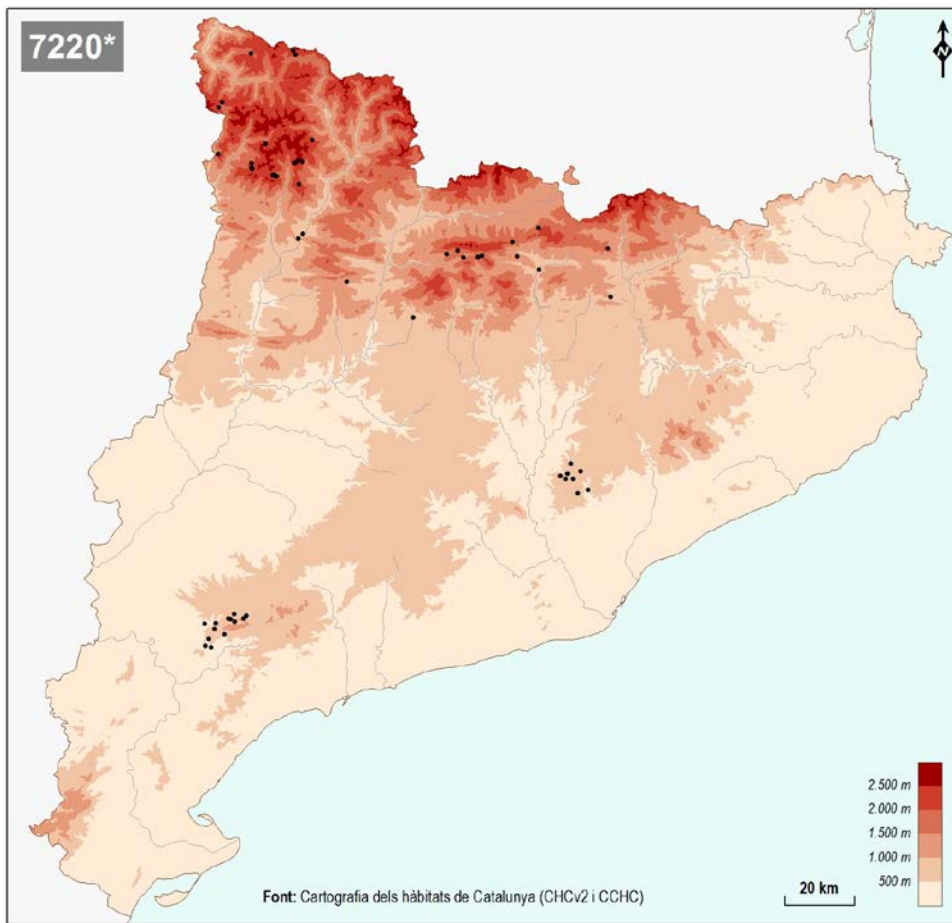 7220*
N
2.500 m
2.000 m
1.500 m
1.000 m
500 m
Font: Cartografia dels hàbitats de Catalunya (CHCv2 i CCHC)
20 km